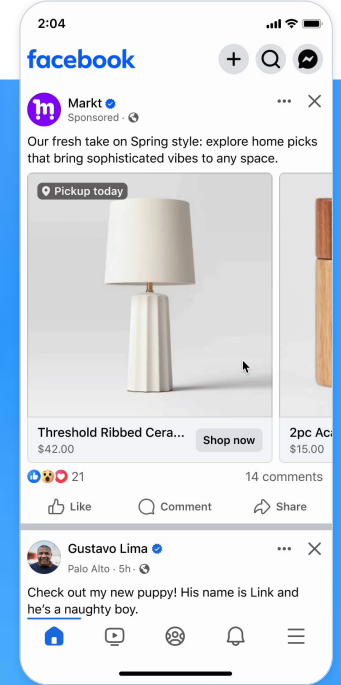 2:04
facebook
Markt
Sponsored ·
Our fresh take on Spring style: explore home picks
that bring sophisticated vibes to any space.
Pickup today
Threshold Ribbed Cera...
$42.00
Shop now
2pc Aca
$15.00
21
14 comments
Like
Comment
Share
Gustavo Lima
Palo Alto · 5h ·
Check out my new puppy! His name is Link and
he's a naughty boy.